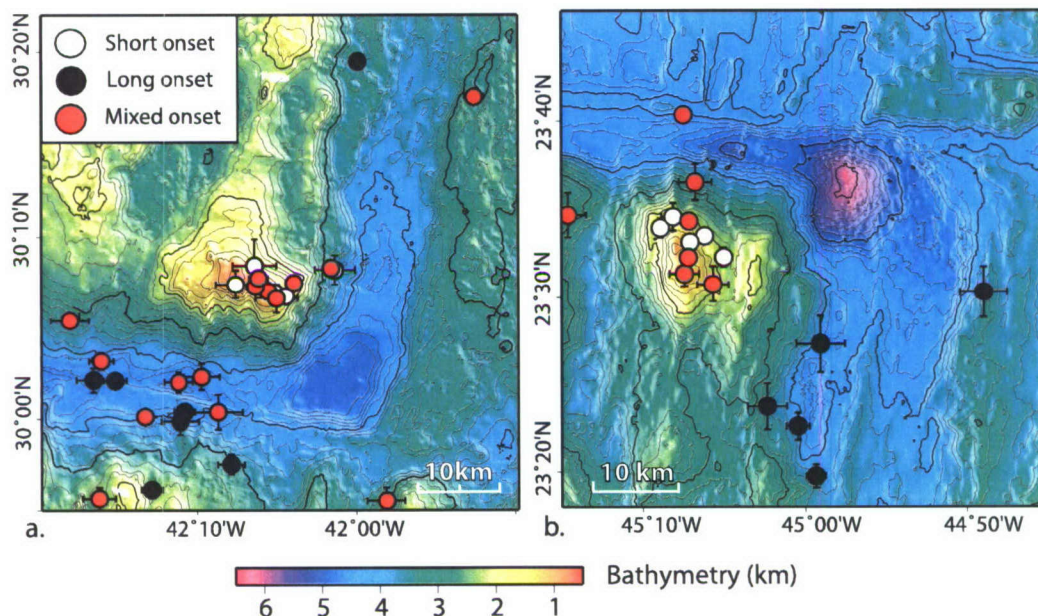 Short onset
Long onset
Mixed onset
30°20'N
30°10'N
30°00'N
10km
a.
42°10'W
42°00'W
23°40'N
23°30'N
23°20'N
10 km
b.
45°10'W
45°00'W
44°50'W
6 5 4 3 2 1
Bathymetry (km)